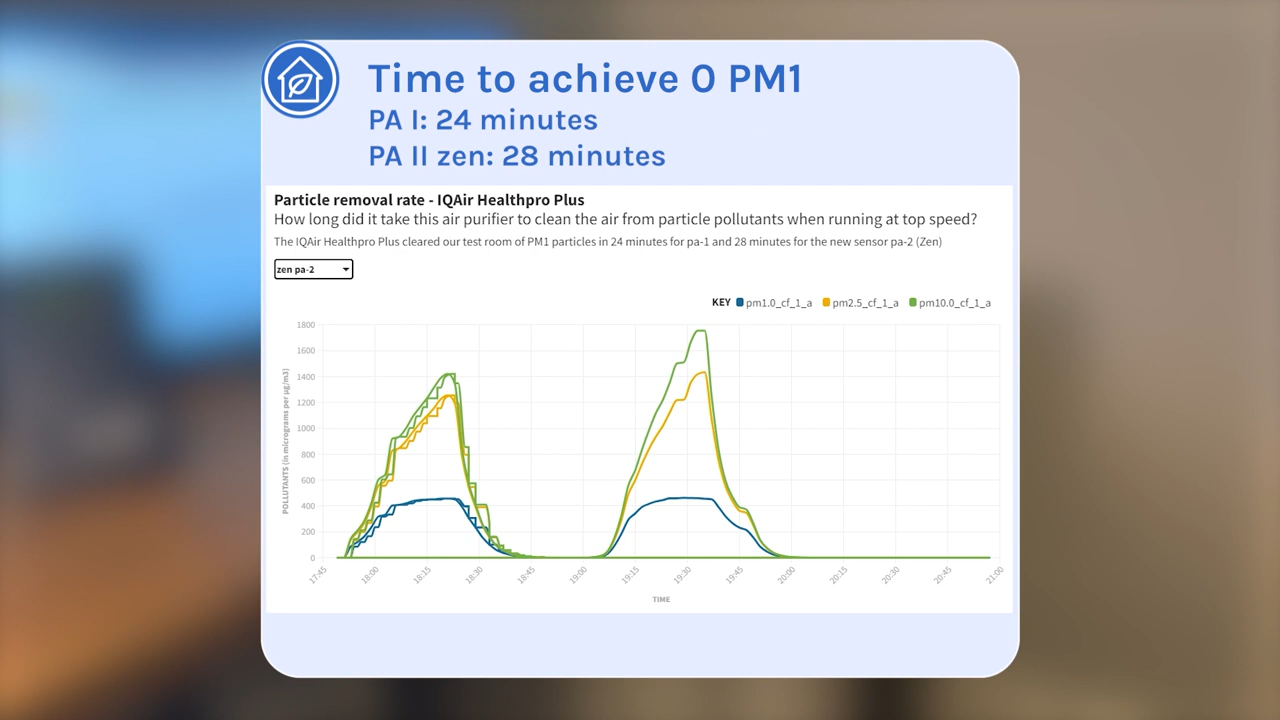 Time to achieve 0 PM1
PA I: 24 minutes
PA II zen: 28 minutes
Particle removal rate - IQAir Healthpro Plus
How long did it take this air purifier to clean the air from particle pollutants when running at top speed?
The IQAir Healthpro Plus cleared our test room of PM1 particles in 24 minutes for pa-1 and 28 minutes for the new sensor pa-2 (Zen)
zen pa-2
KEY pm1.0_cf_1_a pm2.5_cf_1_a pm10.0_cf_1_a
POLLUTANTS (in micrograms per µg/m3)
1800
1600
1400
1200
1000
800
600
400
200
0
17:45 18:00 18:15 18:30 18:45 19:00 19:15 19:30 19:45 20:00 20:15 20:30 20:45 21:00
TIME